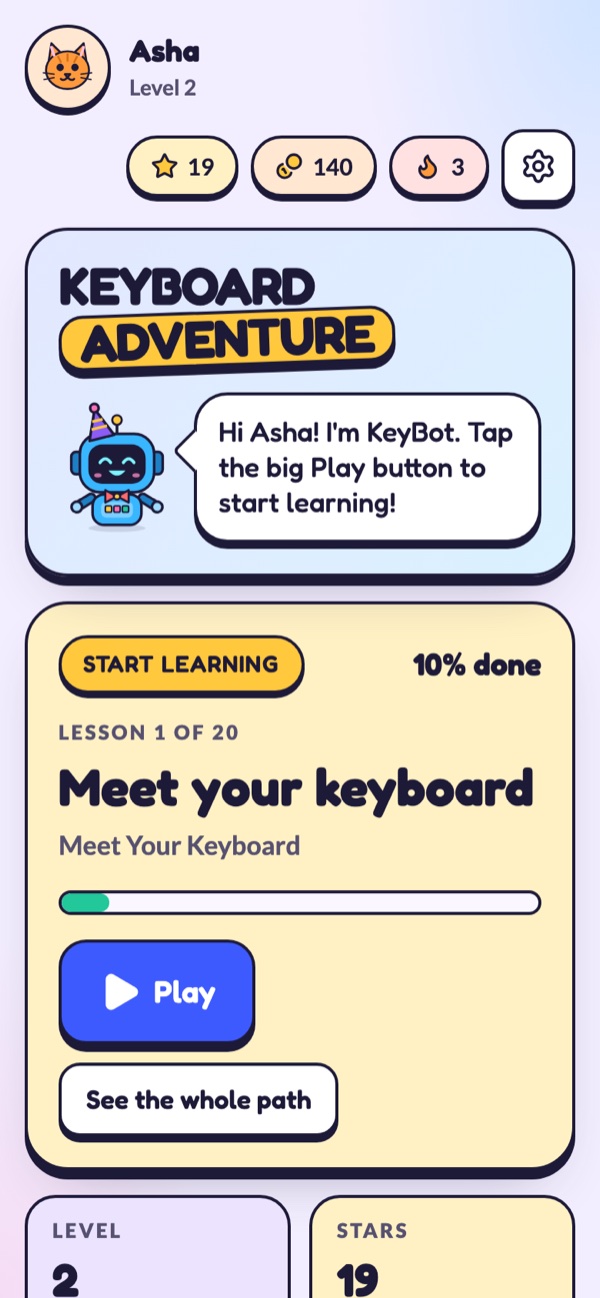 Asha
Level 2
19
140
3
KEYBOARD
ADVENTURE
Hi Asha! I'm KeyBot. Tap
the big Play button to
start learning!
START LEARNING
10% done
LESSON 1 OF 20
Meet your keyboard
Meet Your Keyboard
Play
See the whole path
LEVEL
STARS
2
19